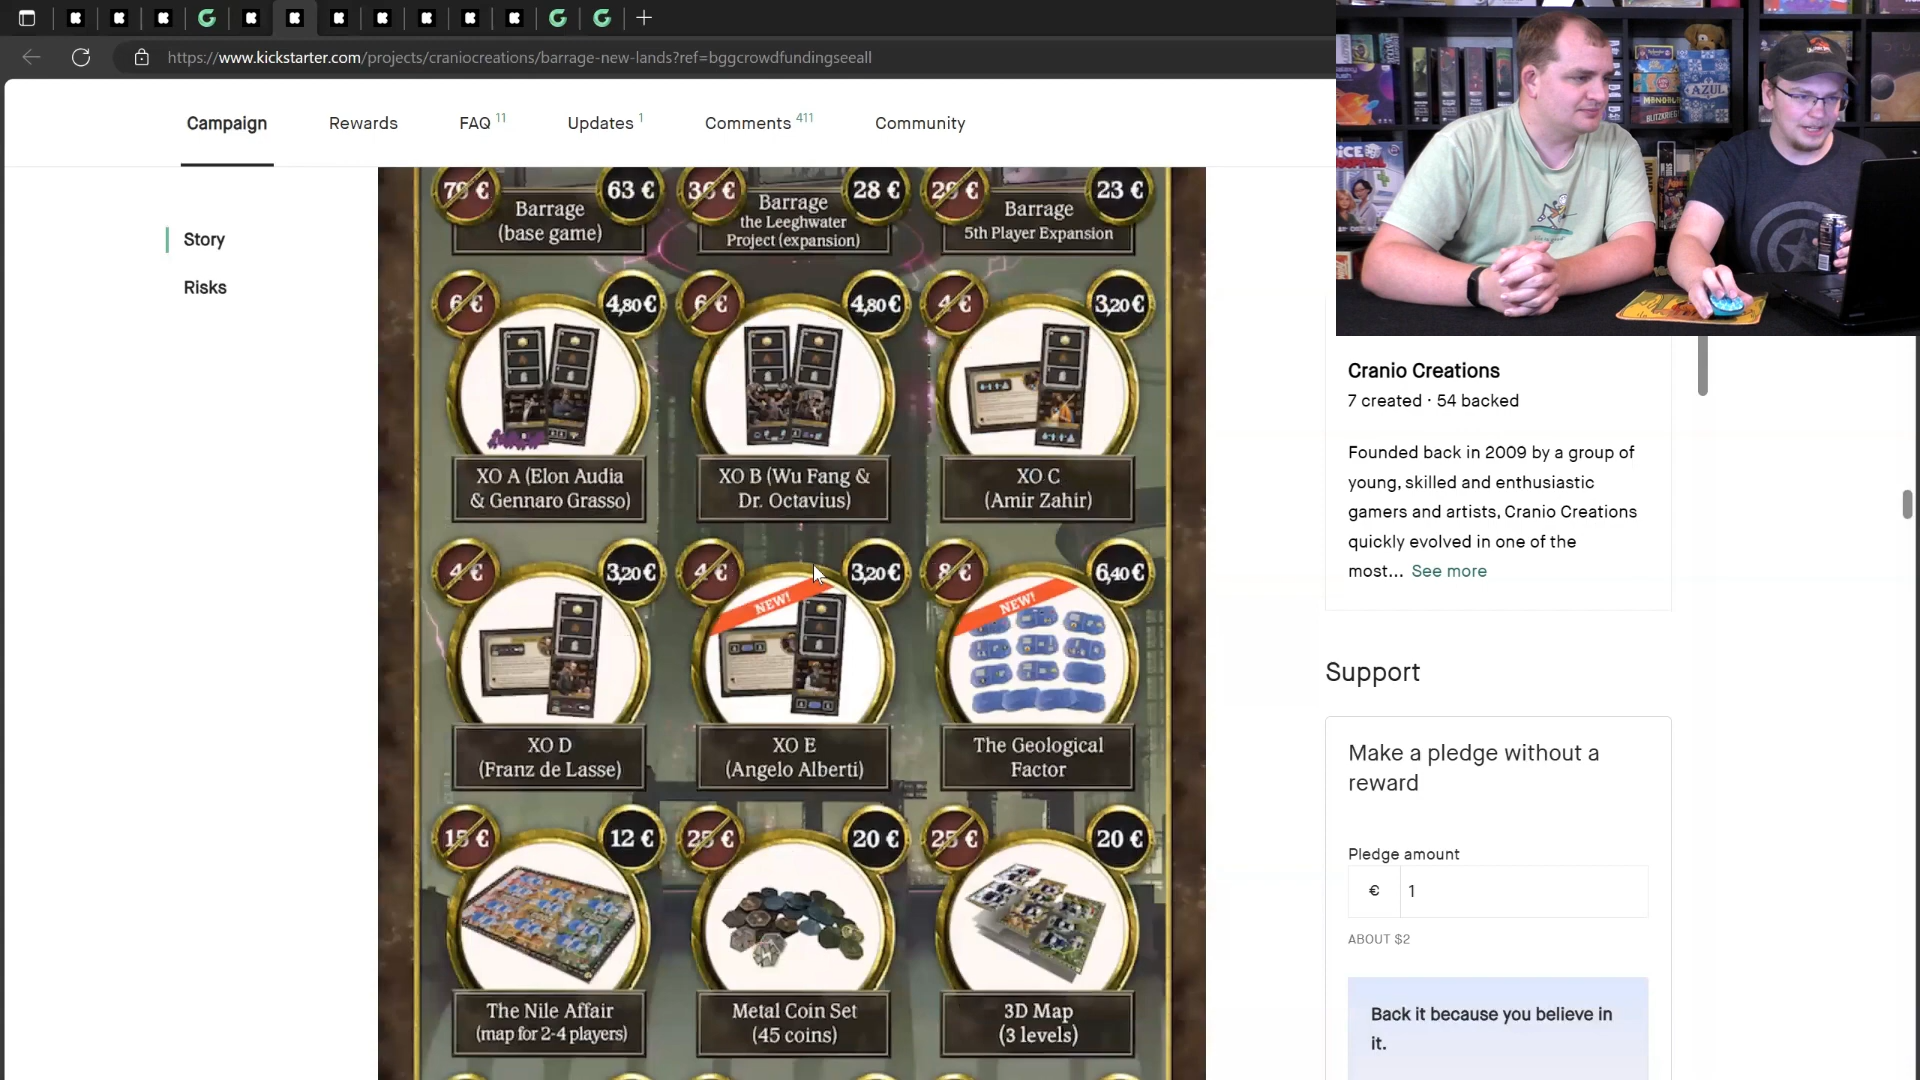 https://www.kickstarter.com/projects/craniocreations/barrage-new-lands?ref=bggcrowdfundingseeall
Campaign
Rewards
FAQ 11
Updates 1
Comments 411
Community
Story
Risks
79 € 63 €
Barrage
(base game)
36 € 28 €
Barrage
the Leeghwater
Project (expansion)
29 € 23 €
Barrage
5th Player Expansion
6 € 4,80 €
XO A (Elon Audia
& Gennaro Grasso)
6 € 4,80 €
XO B (Wu Fang &
Dr. Octavius)
4 € 3,20 €
XO C
(Amir Zahir)
4 € 3,20 €
XO D
(Franz de Lasse)
4 € 3,20 €
NEW!
XO E
(Angelo Alberti)
8 € 6,40 €
NEW!
The Geological
Factor
15 € 12 €
The Nile Affair
(map for 2-4 players)
25 € 20 €
Metal Coin Set
(45 coins)
25 € 20 €
3D Map
(3 levels)
AZUL
BLITZKRIEG
Cranio Creations
7 created · 54 backed
Founded back in 2009 by a group of
young, skilled and enthusiastic
gamers and artists, Cranio Creations
quickly evolved in one of the
most... See more
Support
Make a pledge without a
reward
Pledge amount
€ 1
ABOUT $2
Back it because you believe in
it.